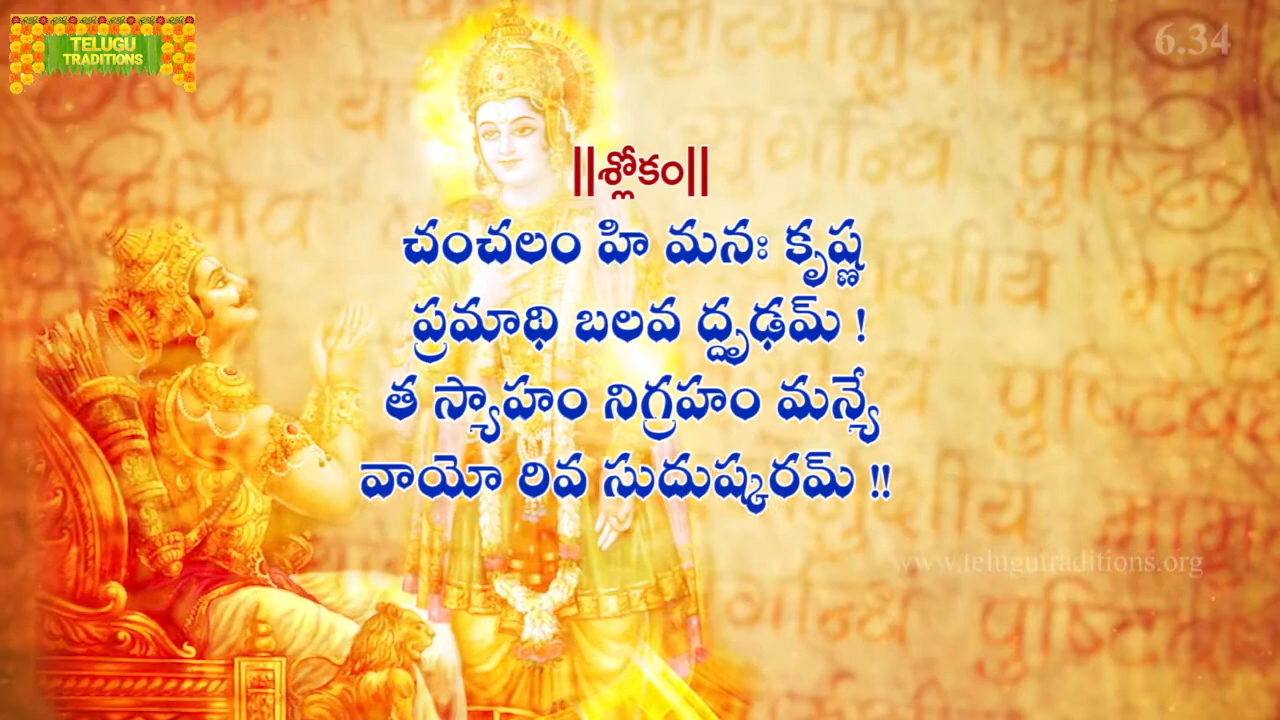 TELUGU
TRADITIONS
6.34
||శ్లోకం||
చంచలం హి మనః కృష్ణ
ప్రమాథి బలవ ద్దృఢమ్ !
త స్యాహం నిగ్రహం మన్యే
వాయో రివ సుదుష్కరమ్ !!
www.telugutraditions.org